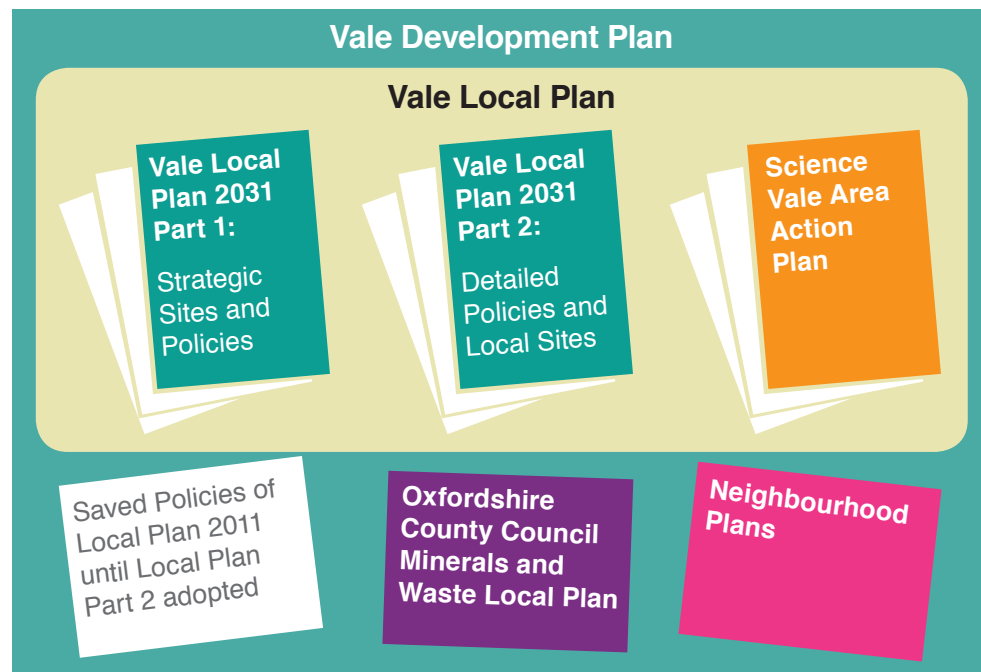 Vale Development Plan
Vale Local Plan
Vale Local
Plan 2031
Part 1:
Strategic
Sites and
Policies
Vale Local
Plan 2031
Part 2:
Detailed
Policies and
Local Sites
Science
Vale Area
Action
Plan
Saved Policies of
Local Plan 2011
until Local Plan
Part 2 adopted
Oxfordshire
County Council
Minerals and
Waste Local Plan
Neighbourhood
Plans